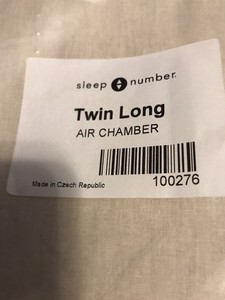 sleep number.
Twin Long
AIR CHAMBER
Made in Czech Republic
100276